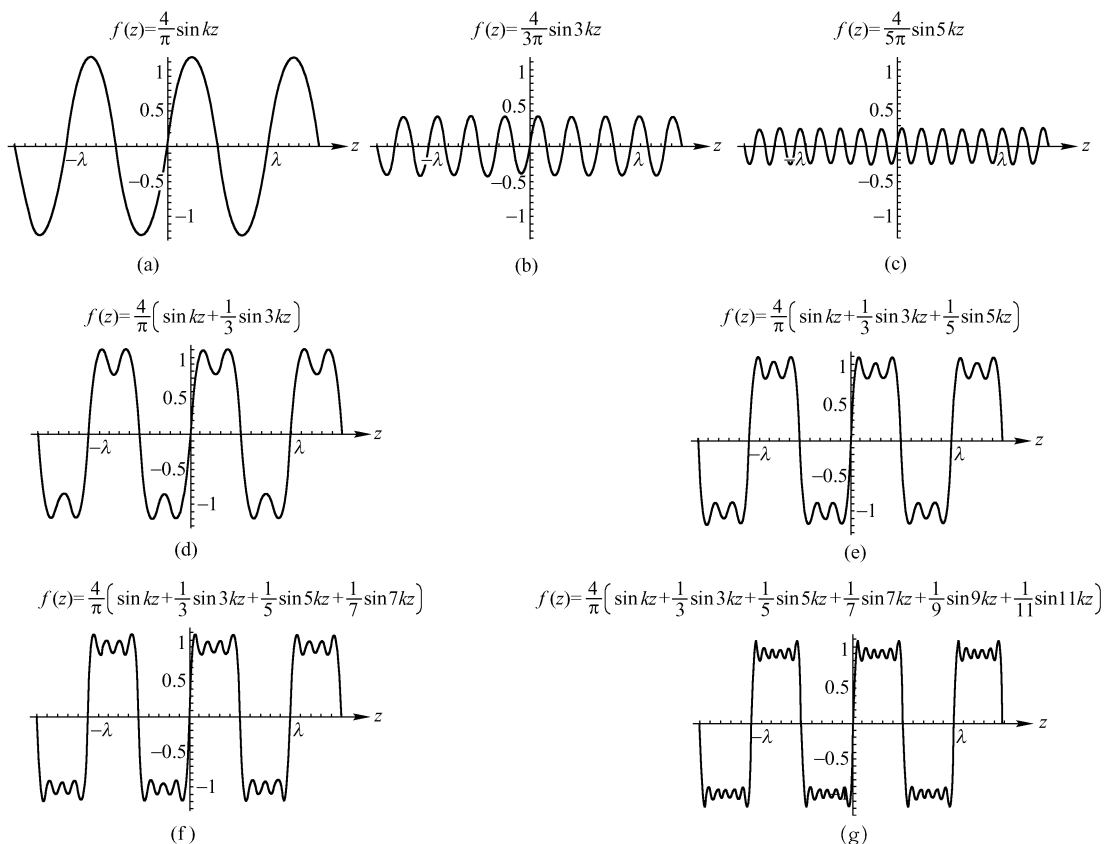 f(z)=4/π sin kz
f(z)=4/3π sin 3kz
f(z)=4/5π sin 5kz
1
0.5
z
−λ
λ
−0.5
−1
(a)
1
0.5
z
−λ
λ
−0.5
−1
(b)
1
0.5
z
−λ
λ
−0.5
−1
(c)
f(z)=4/π(sin kz+1/3 sin 3kz)
1
0.5
z
−λ
λ
−0.5
−1
(d)
f(z)=4/π(sin kz+1/3 sin 3kz+1/5 sin 5kz)
1
0.5
z
−λ
λ
−0.5
−1
(e)
f(z)=4/π(sin kz+1/3 sin 3kz+1/5 sin 5kz+1/7 sin 7kz)
1
0.5
z
−λ
λ
−0.5
−1
(f)
f(z)=4/π(sin kz+1/3 sin 3kz+1/5 sin 5kz+1/7 sin 7kz+1/9 sin 9kz+1/11 sin 11kz)
1
0.5
z
−λ
λ
−0.5
(g)